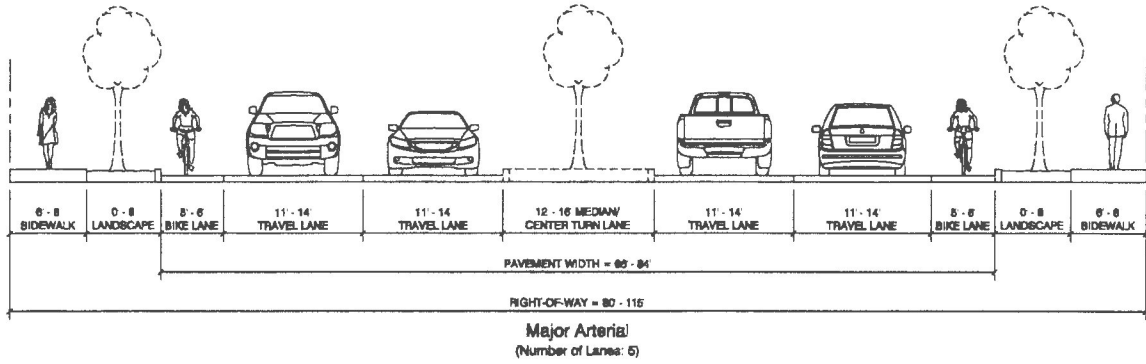 6' - 8
SIDEWALK
0' - 8
LANDSCAPE
5' - 6'
BIKE LANE
11' - 14'
TRAVEL LANE
11' - 14
TRAVEL LANE
12 - 16' MEDIAN/
CENTER TURN LANE
11' - 14'
TRAVEL LANE
11' - 14'
TRAVEL LANE
5' - 6'
BIKE LANE
0' - 8
LANDSCAPE
6' - 8
SIDEWALK
PAVEMENT WIDTH =
RIGHT-OF-WAY = 80' - 115'
Major Arterial
(Number of Lanes: 5)